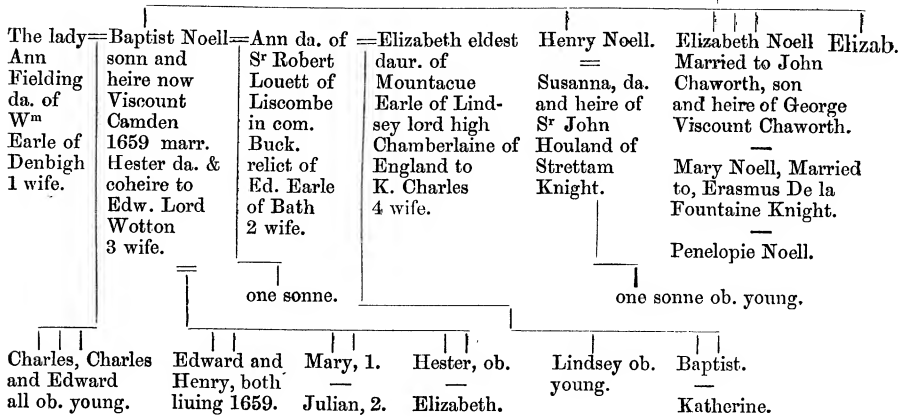 The lady=Baptist Noell=Ann da. of =Elizabeth eldest
Ann
Fielding
da. of
Wm
Earle of
Denbigh
1 wife.
sonn and
heire now
Viscount
Camden
1659 marr.
Hester da. &
coheire to
Edw. Lord
Wotton
3 wife.
Sr Robert
Louett of
Liscombe
in com.
Buck.
relict of
Ed. Earle
of Bath
2 wife.
daur. of
Mountacue
Earle of Lind-
sey lord high
Chamberlaine of
England to
K. Charles
4 wife.
Henry Noell.
=
Susanna, da.
and heire of
Sr John
Houland of
Strettam
Knight.
Elizabeth Noell
Married to John
Chaworth, son
and heire of George
Viscount Chaworth.
—
Mary Noell, Married
to, Erasmus De la
Fountaine Knight.
—
Penelopie Noell.
Elizab.
=
one sonne.
one sonne ob. young.
Charles, Charles
and Edward
all ob. young.
Edward and
Henry, both
liuing 1659.
Mary, 1.
—
Julian, 2.
Hester, ob.
—
Elizabeth.
Lindsey ob.
young.
Baptist.
—
Katherine.